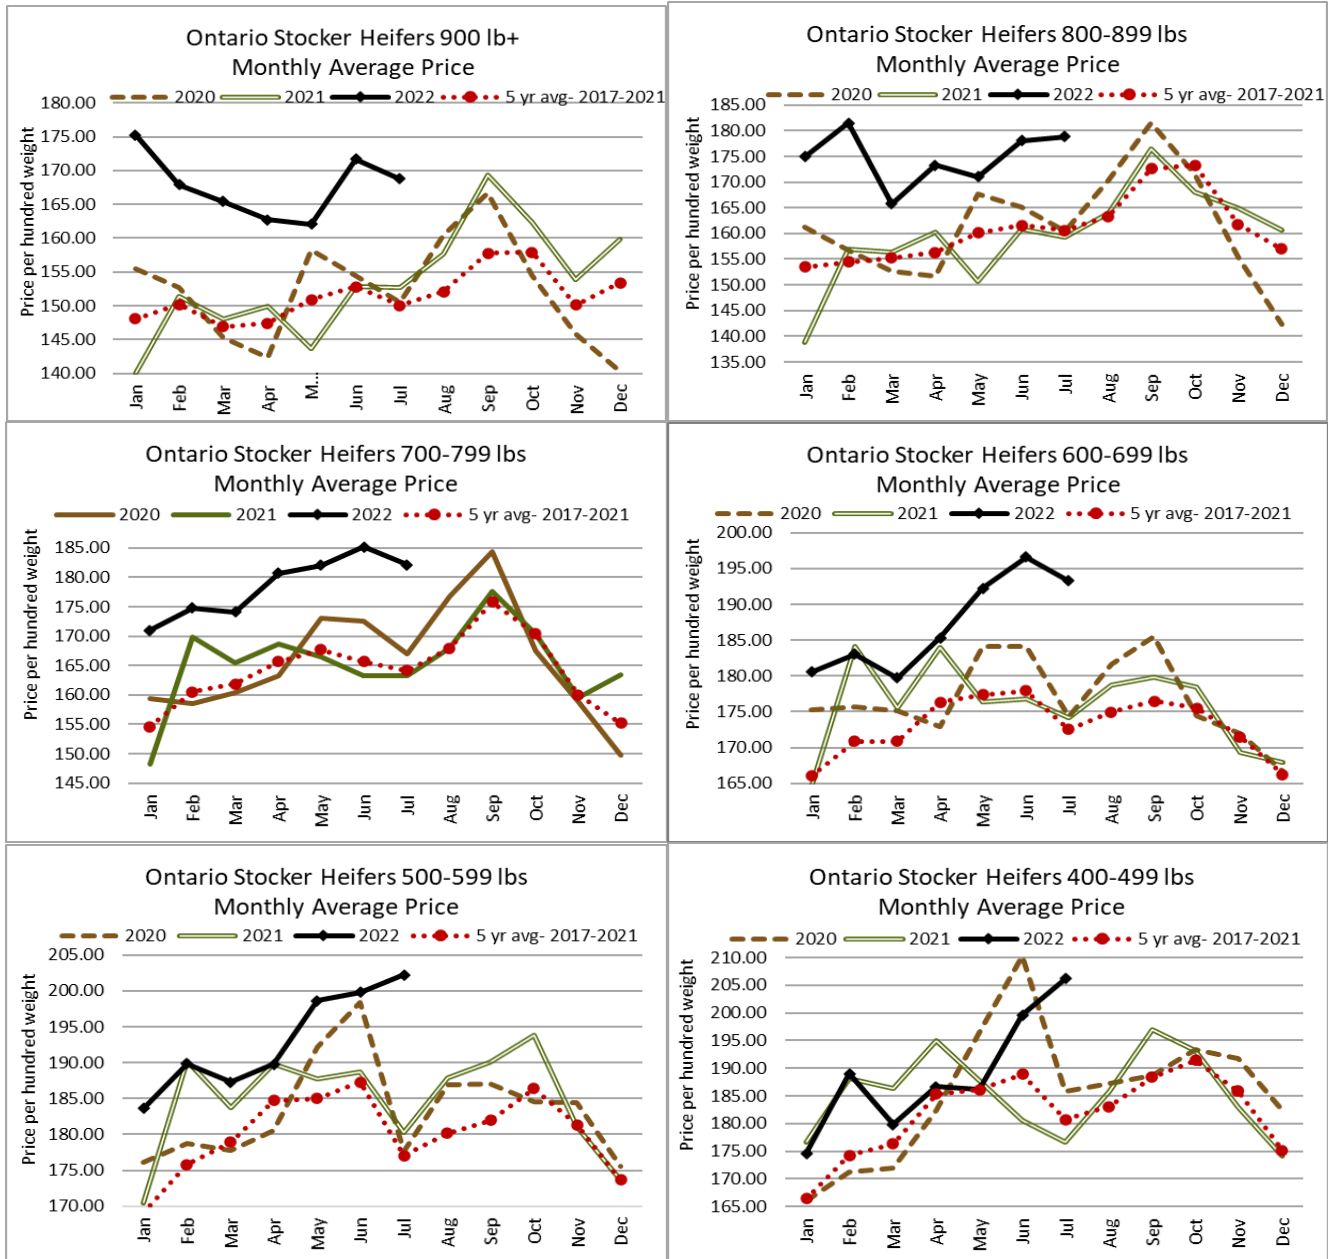 Ontario Stocker Heifers 900 lb+
Monthly Average Price
2020 2021 2022 5 yr avg- 2017-2021
Price per hundred weight
180.00
175.00
170.00
165.00
160.00
155.00
150.00
145.00
140.00
Jan Feb Mar Apr M... Jun Jul Aug Sep Oct Nov Dec
Ontario Stocker Heifers 800-899 lbs
Monthly Average Price
2020 2021 2022 5 yr avg- 2017-2021
Price per hundred weight
185.00
180.00
175.00
170.00
165.00
160.00
155.00
150.00
145.00
140.00
135.00
Jan Feb Mar Apr May Jun Jul Aug Sep Oct Nov Dec
Ontario Stocker Heifers 700-799 lbs
Monthly Average Price
2020 2021 2022 5 yr avg- 2017-2021
Price per hundred weight
185.00
180.00
175.00
170.00
165.00
160.00
155.00
150.00
145.00
Jan Feb Mar Apr May Jun Jul Aug Sep Oct Nov Dec
Ontario Stocker Heifers 600-699 lbs
Monthly Average Price
2020 2021 2022 5 yr avg- 2017-2021
Price per hundred weight
200.00
195.00
190.00
185.00
180.00
175.00
170.00
165.00
Jan Feb Mar Apr May Jun Jul Aug Sep Oct Nov Dec
Ontario Stocker Heifers 500-599 lbs
Monthly Average Price
2020 2021 2022 5 yr avg- 2017-2021
Price per hundred weight
205.00
200.00
195.00
190.00
185.00
180.00
175.00
170.00
Jan Feb Mar Apr May Jun Jul Aug Sep Oct Nov Dec
Ontario Stocker Heifers 400-499 lbs
Monthly Average Price
2020 2021 2022 5 yr avg- 2017-2021
Price per hundred weight
210.00
205.00
200.00
195.00
190.00
185.00
180.00
175.00
170.00
165.00
Jan Feb Mar Apr May Jun Jul Aug Sep Oct Nov Dec